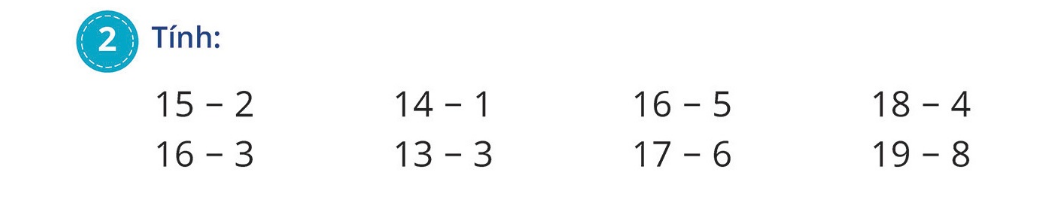 2 Tính:
15 – 2 14 – 1 16 – 5 18 – 4
16 – 3 13 – 3 17 – 6 19 – 8